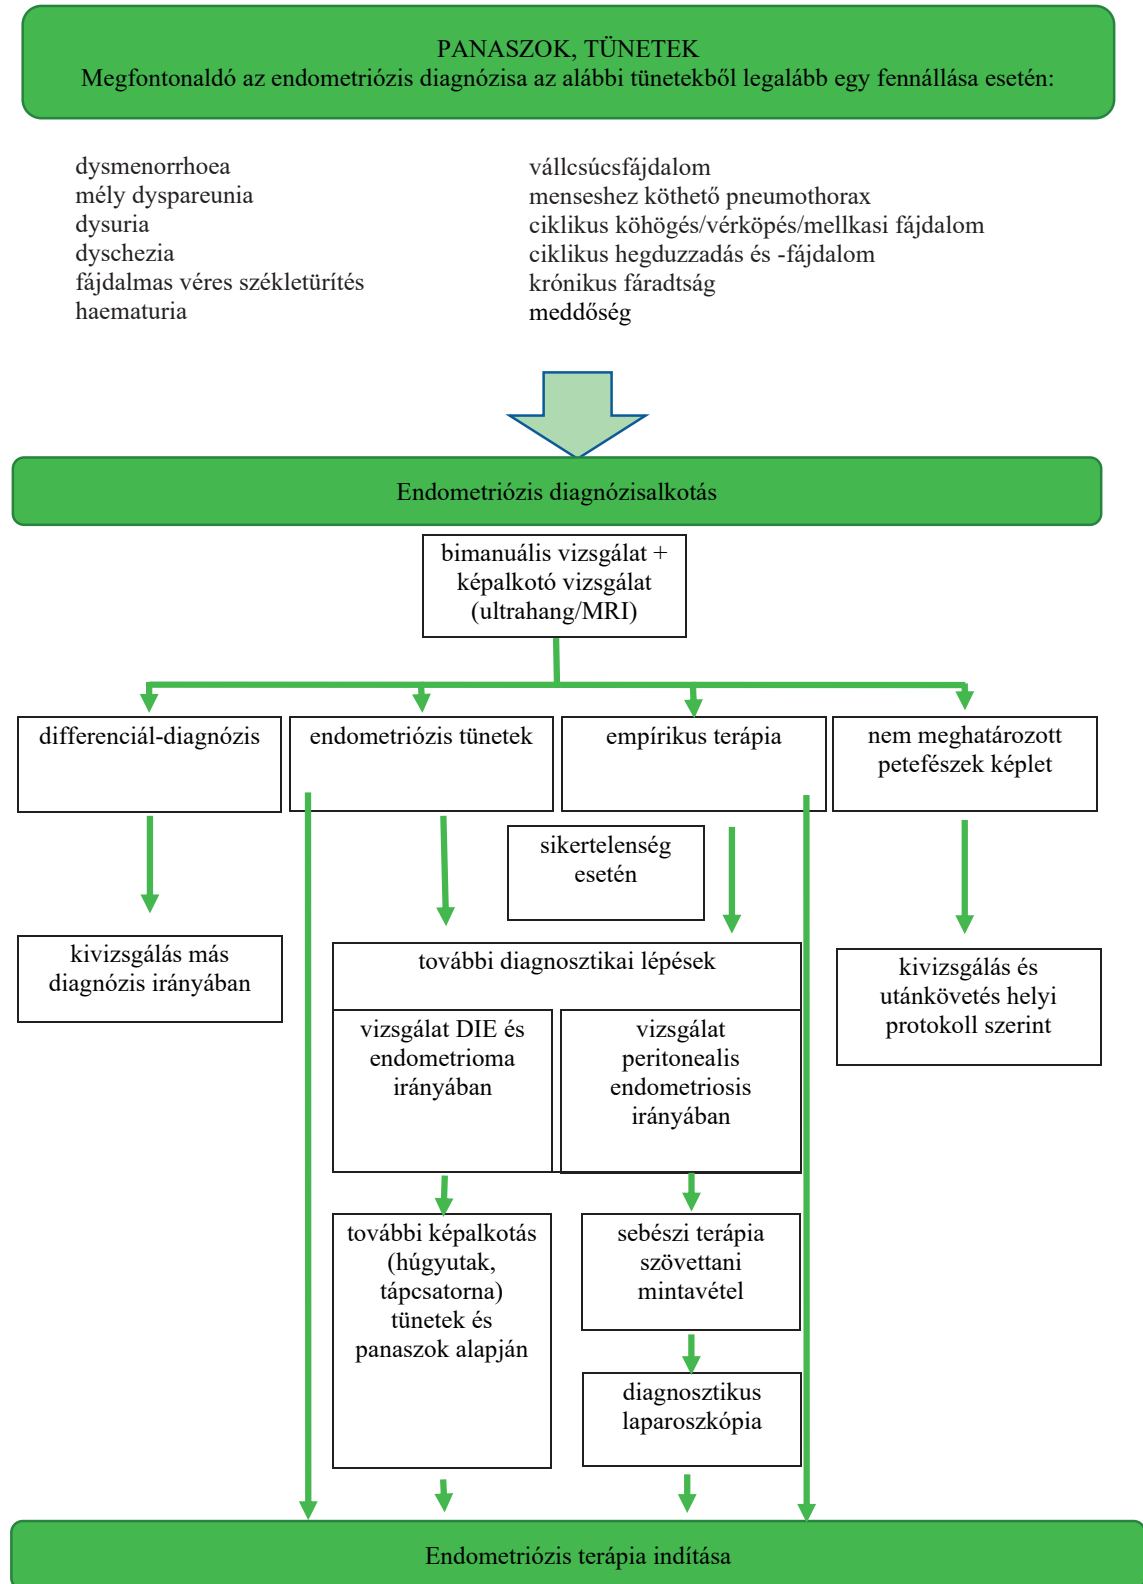 PANASZOK, TÜNETEK
Megfontonaldó az endometriózis diagnózisa az alábbi tünetekből legalább egy fennállása esetén:
dysmenorrhoea
mély dyspareunia
dysuria
dyschezia
fájdalmas véres székletürítés
haematuria
vállcsúcsfájdalom
menseshez köthető pneumothorax
ciklikus köhögés/vérköpés/mellkasi fájdalom
ciklikus hegduzzadás és -fájdalom
krónikus fáradtság
meddőség
Endometriózis diagnózisalkotás
bimanuális vizsgálat +
képalkotó vizsgálat
(ultrahang/MRI)
differenciál-diagnózis
endometriózis tünetek
empírikus terápia
nem meghatározott
petefészek képlet
sikertelenség
esetén
kivizsgálás más
diagnózis irányában
további diagnosztikai lépések
kivizsgálás és
utánkövetés helyi
protokoll szerint
vizsgálat DIE és
endometrioma
irányában
vizsgálat
peritonealis
endometriosis
irányában
további képalkotás
(húgyutak,
tápcsatorna)
tünetek és
panaszok alapján
sebészi terápia
szövettani
mintavétel
diagnosztikus
laparoszkópia
Endometriózis terápia indítása